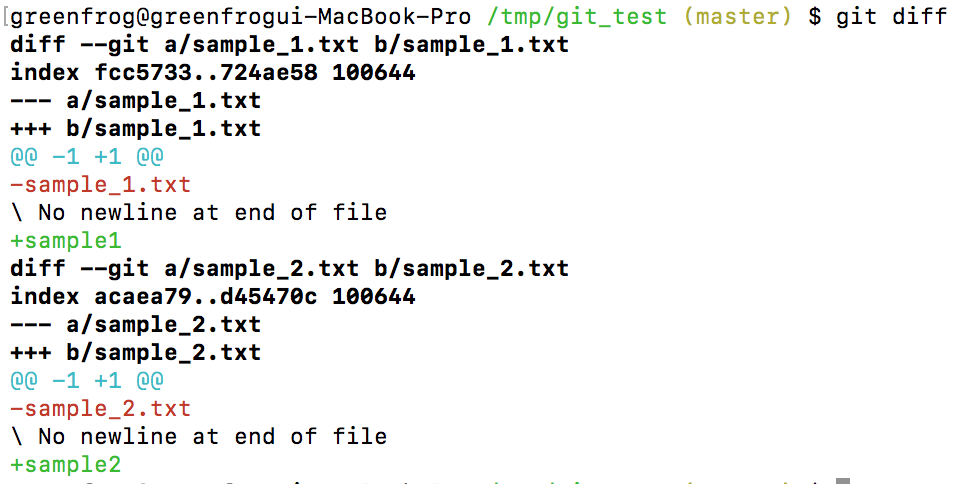 greenfrog@greenfrogui-MacBook-Pro /tmp/git_test (master) $ git diff
diff --git a/sample_1.txt b/sample_1.txt
index fcc5733..724ae58 100644
--- a/sample_1.txt
+++ b/sample_1.txt
@@ -1 +1 @@
-sample_1.txt
\ No newline at end of file
+sample1
diff --git a/sample_2.txt b/sample_2.txt
index acaea79..d45470c 100644
--- a/sample_2.txt
+++ b/sample_2.txt
@@ -1 +1 @@
-sample_2.txt
\ No newline at end of file
+sample2